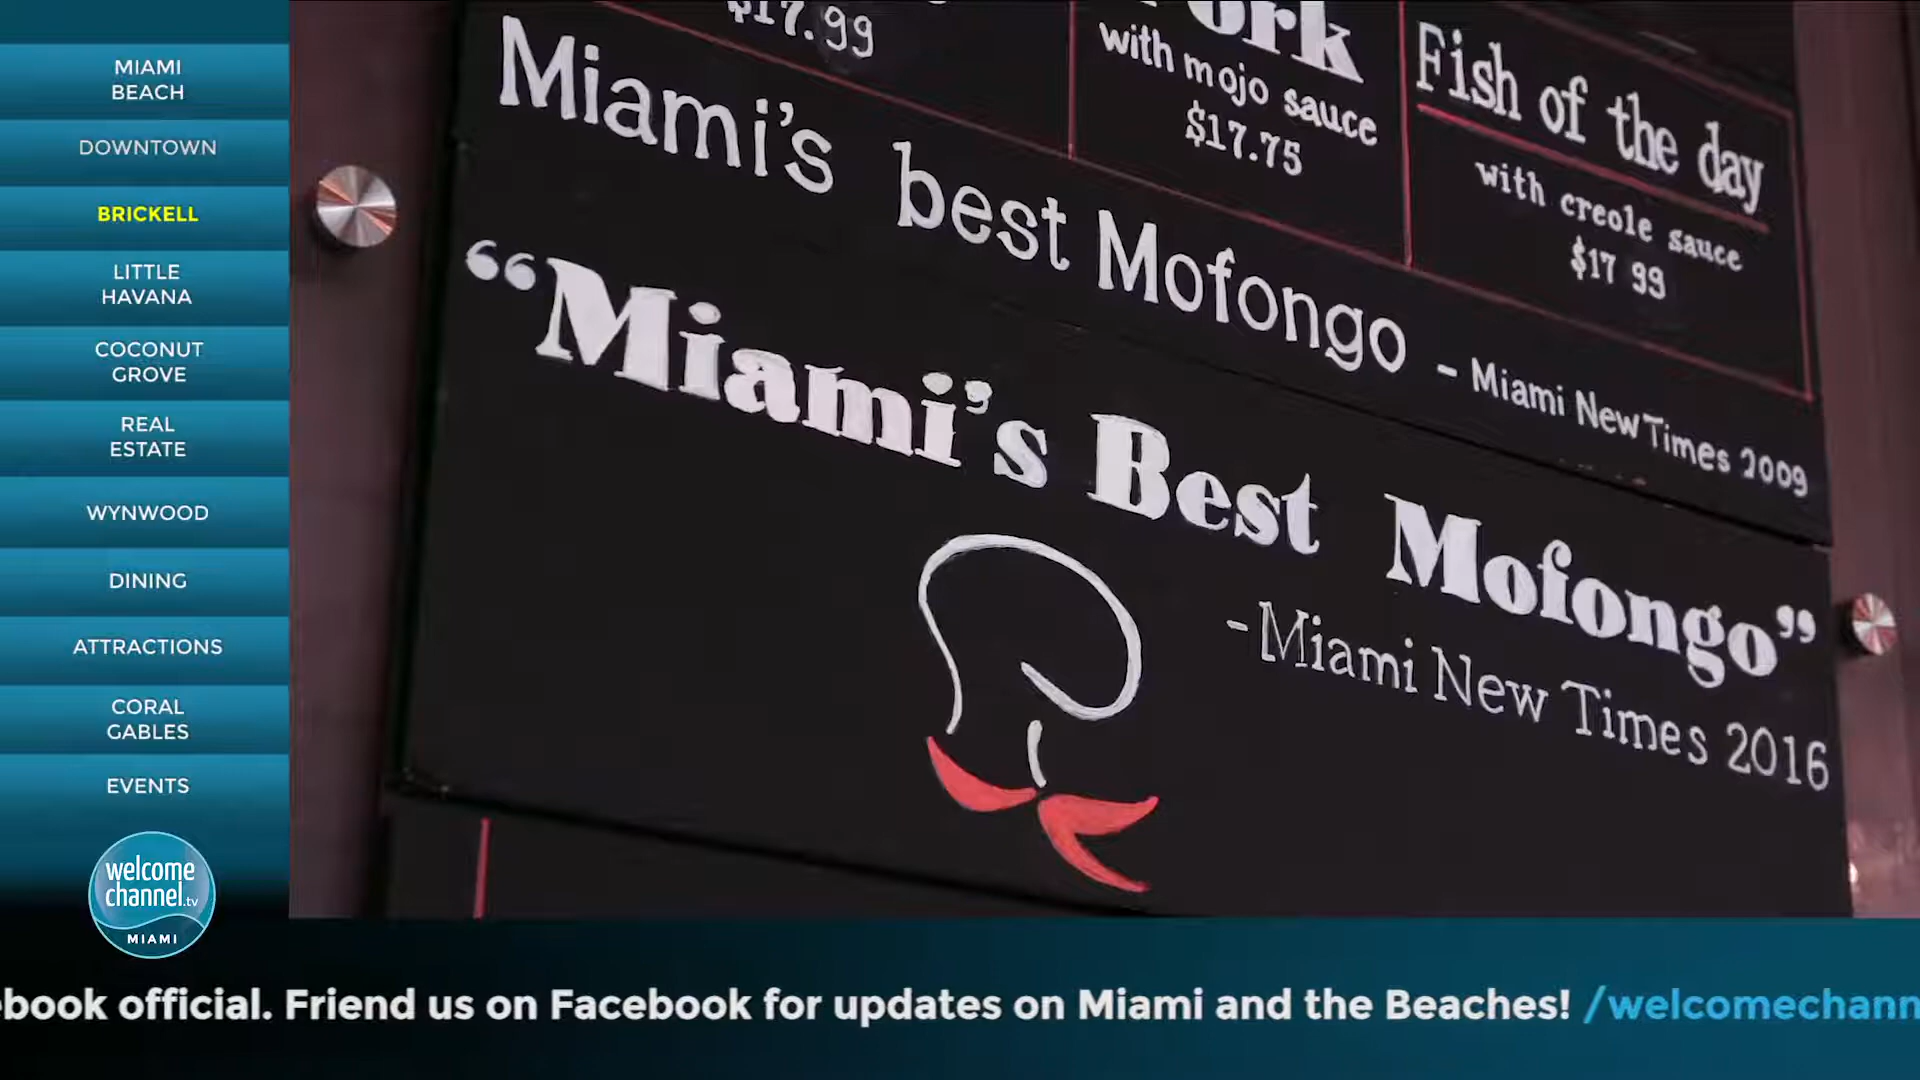 MIAMI
BEACH
DOWNTOWN
BRICKELL
LITTLE
HAVANA
COCONUT
GROVE
REAL
ESTATE
WYNWOOD
DINING
ATTRACTIONS
CORAL
GABLES
EVENTS
welcome
channel.tv
MIAMI
$17.99
with mojo sauce
$17.75
Fish of the day
with creole sauce
$17 99
Miami's best Mofongo - Miami New Times 2009
“Miami's Best Mofongo”
-Miami New Times 2016
official. Friend us on Facebook for updates on Miami and the Beaches! /welcomechann